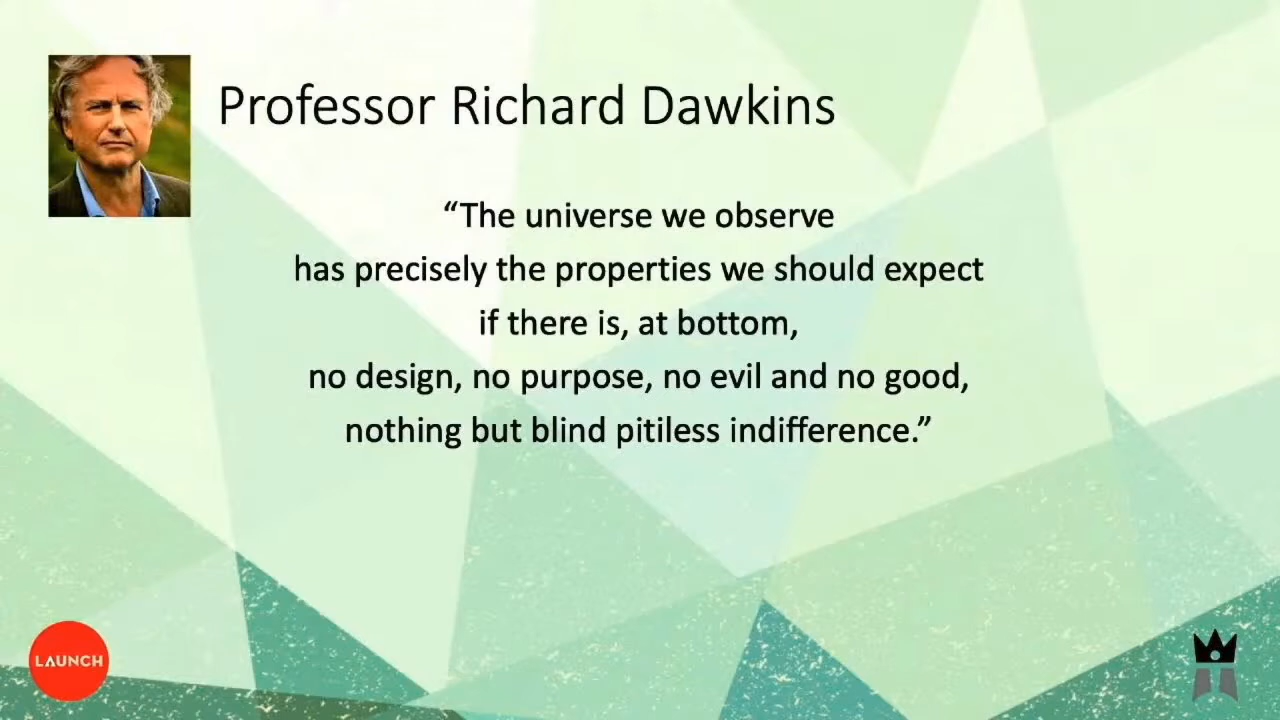 Professor Richard Dawkins
“The universe we observe
has precisely the properties we should expect
if there is, at bottom,
no design, no purpose, no evil and no good,
nothing but blind pitiless indifference.”
LAUNCH